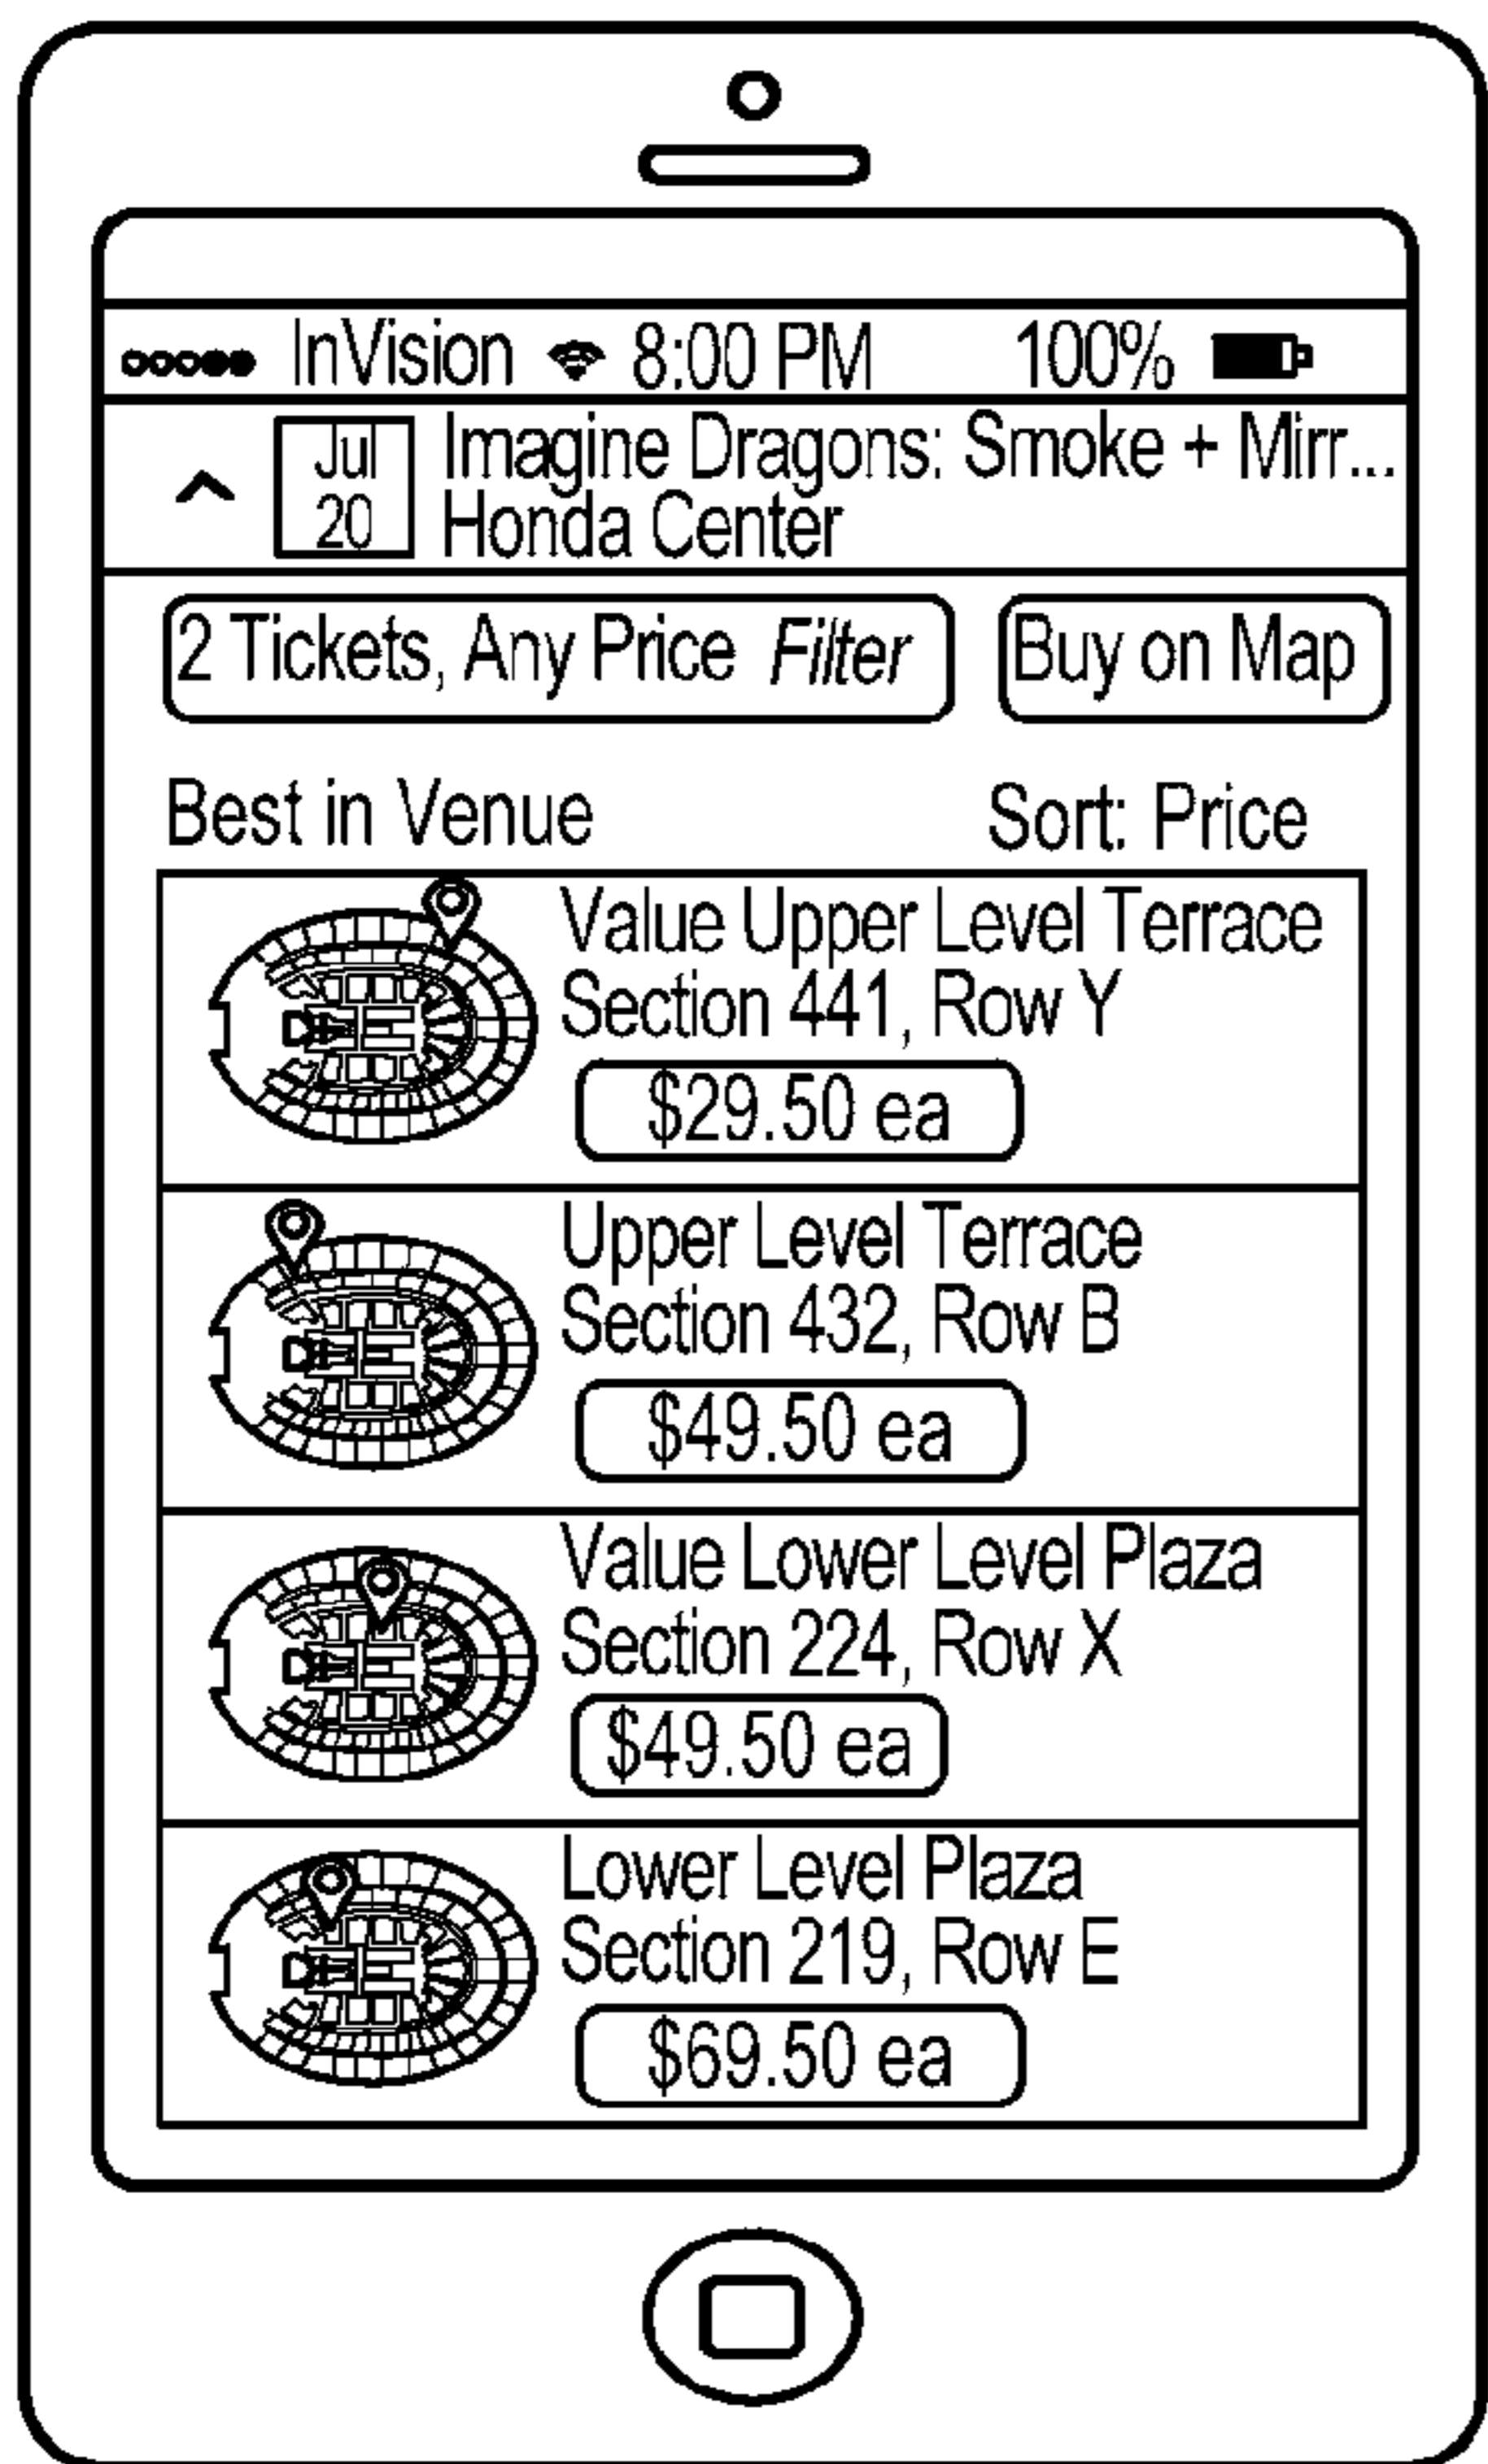 InVision 8:00 PM 100%
Jul
20
Imagine Dragons: Smoke + Mirr...
Honda Center
2 Tickets, Any Price Filter
Buy on Map
Best in Venue
Sort: Price
Value Upper Level Terrace
Section 441, Row Y
$29.50 ea
Upper Level Terrace
Section 432, Row B
$49.50 ea
Value Lower Level Plaza
Section 224, Row X
$49.50 ea
Lower Level Plaza
Section 219, Row E
$69.50 ea